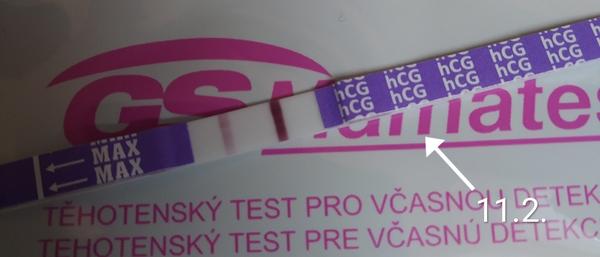 hCG hCG hCG hCG hCG hCG
hCG hCG hCG hCG hCG hCG
GS
MAX
MAX
11.2.
TĚHOTENSKÝ TEST PRO VČASNOU DETEK
TEHOTENSKÝ TEST PRE VČASNÚ DETEKC